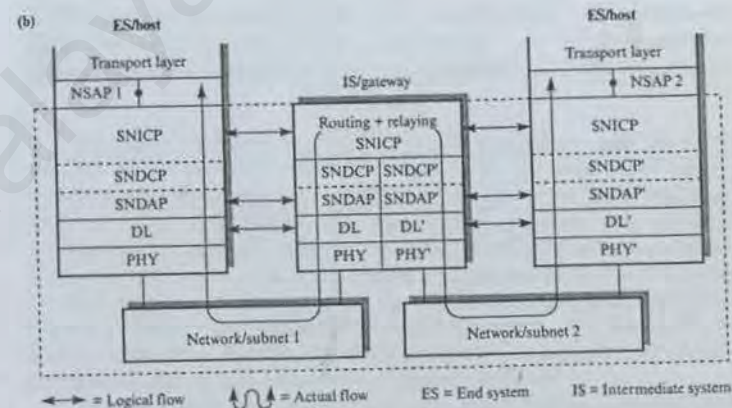 (b)
ES/host
ES/host
Transport layer
IS/gateway
Transport layer
NSAP 1
NSAP 2
Routing + relaying
SNICP
SNICP
SNICP
SNDCP
SNDCP
SNDCP'
SNDCP'
SNDAP
SNDAP
SNDAP'
SNDAP'
DL
DL
DL'
DL'
PHY
PHY
PHY'
PHY'
Network/subnet 1
Network/subnet 2
= Logical flow
= Actual flow
ES = End system
IS = Intermediate system